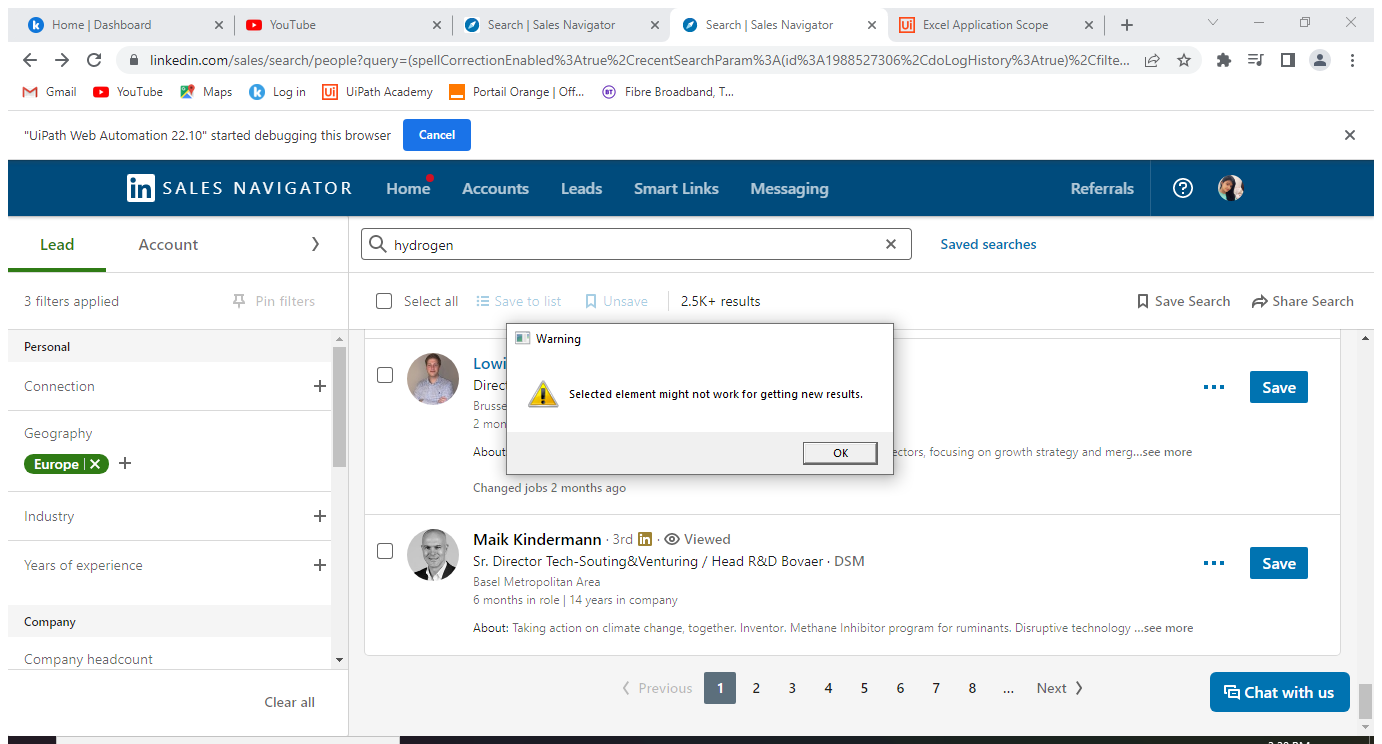 Home | Dashboard
YouTube
Search | Sales Navigator
Search | Sales Navigator
Ui Excel Application Scope
linkedin.com/sales/search/people?query=(spellCorrectionEnabled%3Atrue%2CrecentSearchParam%3A(id%3A1988527306%2CdoLogHistory%3Atrue)%2Cfilte...
Gmail YouTube Maps Log in UiPath Academy Portail Orange | Off... Fibre Broadband, T...
"UiPath Web Automation 22.10" started debugging this browser Cancel
in SALES NAVIGATOR Home Accounts Leads Smart Links Messaging Referrals
Lead Account
hydrogen
Saved searches
3 filters applied Pin filters
Select all Save to list Unsave 2.5K+ results Save Search Share Search
Personal
Connection
Geography
Europe
Industry
Years of experience
Company
Company headcount
Clear all
Warning
Selected element might not work for getting new results.
OK
Lowi
Direc
Brusse
2 mon
About
ectors, focusing on growth strategy and merg...see more
Changed jobs 2 months ago
Save
Maik Kindermann · 3rd in · Viewed
Sr. Director Tech-Souting&Venturing / Head R&D Bovaer · DSM
Basel Metropolitan Area
6 months in role | 14 years in company
About: Taking action on climate change, together. Inventor. Methane Inhibitor program for ruminants. Disruptive technology ...see more
Save
Previous 1 2 3 4 5 6 7 8 ... Next
Chat with us